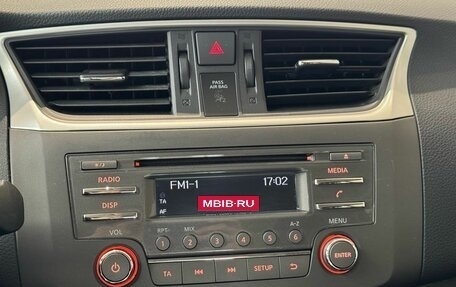 PASS
AIR BAG
RADIO
MEDIA
FM1-1 17:02
TA
AF
MBIB-RU
DISP
VOL
MENU
RPT- MIX A-Z
1 2 3 4 5 6
ENTER
TA SETUP